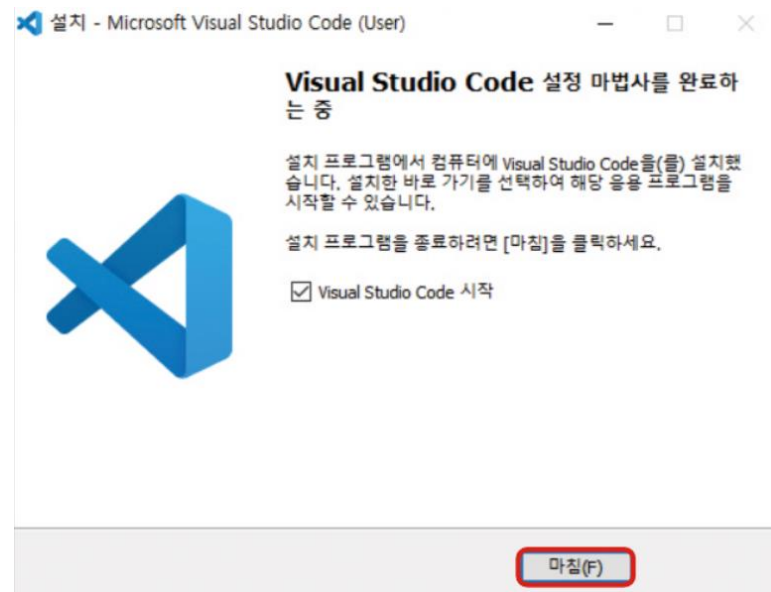 설치 - Microsoft Visual Studio Code (User)
Visual Studio Code 설정 마법사를 완료하
는 중
설치 프로그램에서 컴퓨터에 Visual Studio Code을(를) 설치했
습니다. 설치한 바로 가기를 선택하여 해당 응용 프로그램을
시작할 수 있습니다.
설치 프로그램을 종료하려면 [마침]을 클릭하세요.
Visual Studio Code 시작
마침(F)